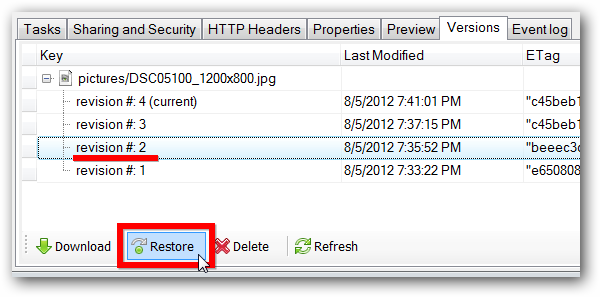 Tasks Sharing and Security HTTP Headers Properties Preview Versions Event log
Key Last Modified ETag
pictures/DSC05100_1200x800.jpg
revision #: 4 (current) 8/5/2012 7:41:01 PM "c45beb1
revision #: 3 8/5/2012 7:37:15 PM "c45beb1
revision #: 2 8/5/2012 7:35:52 PM "beeec3c
revision #: 1 8/5/2012 7:33:22 PM "e650808
Download Restore Delete Refresh